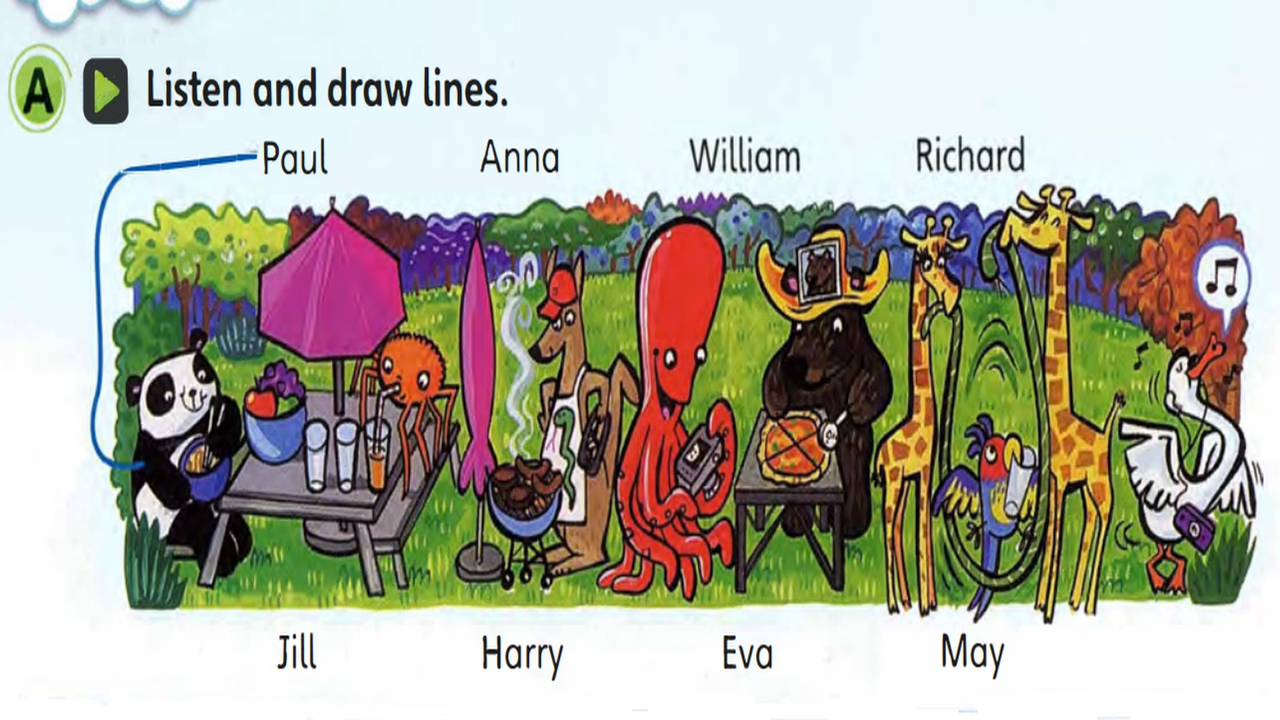 A Listen and draw lines.
Paul Anna William Richard
Jill Harry Eva May